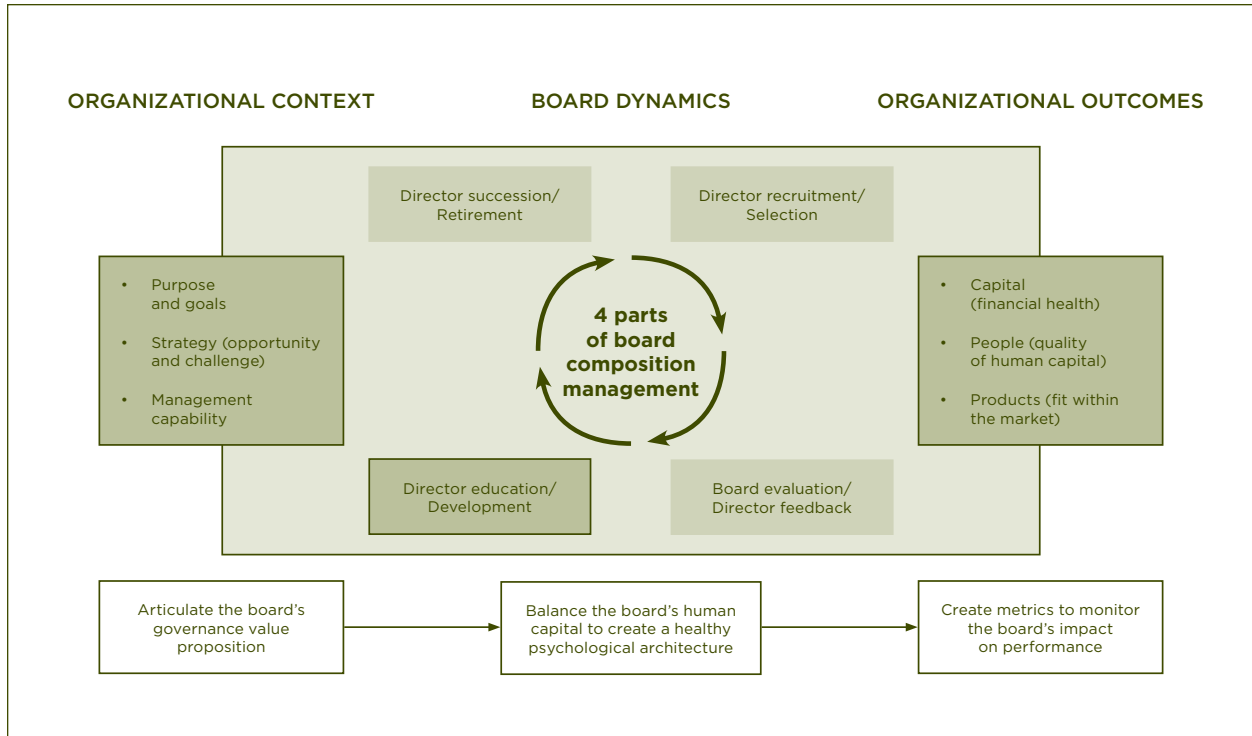 ORGANIZATIONAL CONTEXT
BOARD DYNAMICS
ORGANIZATIONAL OUTCOMES
Director succession/
Retirement
Director recruitment/
Selection
• Purpose
and goals
• Strategy (opportunity
and challenge)
• Management
capability
4 parts
of board
composition
management
• Capital
(financial health)
• People (quality
of human capital)
• Products (fit within
the market)
Director education/
Development
Board evaluation/
Director feedback
Articulate the board’s
governance value
proposition
Balance the board’s human
capital to create a healthy
psychological architecture
Create metrics to monitor
the board’s impact
on performance